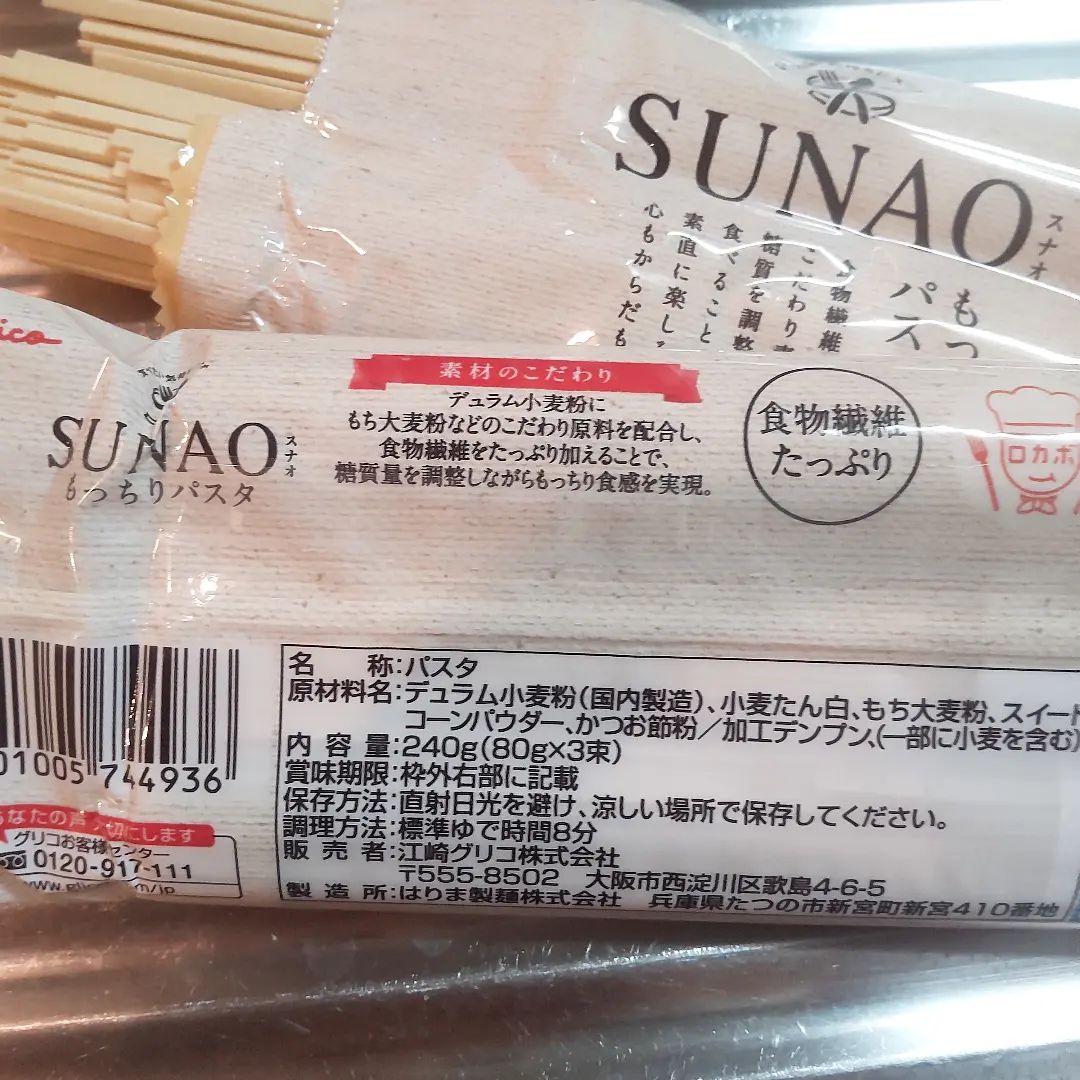 SUNAO
スナオ
もっ
パス
食物繊維
こだわり
糖質を調整
食べること
素直に楽し
心もからだも
ico
SUNAO
スナオ
もっちりパスタ
素材のこだわり
デュラム小麦粉に
もち大麦粉などのこだわり原料を配合し、
食物繊維をたっぷり加えることで、
糖質量を調整しながらもっちり食感を実現。
食物繊維
たっぷり
ロカボ
01005 744936
なたの声 切にします
グリコお客様センター
0120-917-111
名 称:パスタ
原材料名:デュラム小麦粉(国内製造)、小麦たん白、もち大麦粉、スイート
コーンパウダー、かつお節粉/加工デンプン、(一部に小麦を含む)
内 容 量:240g(80g×3束)
賞味期限:枠外右部に記載
保存方法:直射日光を避け、涼しい場所で保存してください。
調理方法:標準ゆで時間8分
販 売 者:江崎グリコ株式会社
〒555-8502 大阪市西淀川区歌島4-6-5
製 造 所:はりま製麺株式会社 兵庫県たつの市新宮町新宮410番地